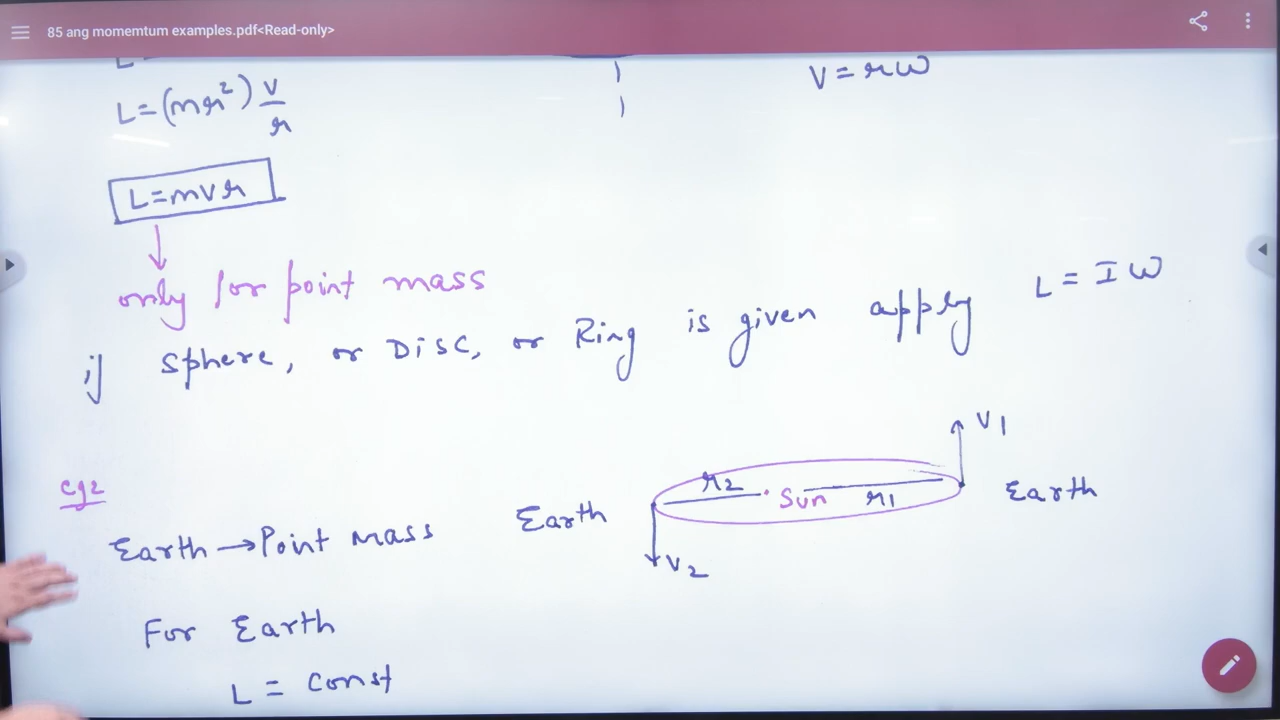 85 ang momemtum examples.pdf<Read-only>
V = rω
L = (mr²) v/r
L = mvr
only for point mass
if sphere, or Disc, or Ring is given apply L = I ω
eg2
Earth → Point mass
Earth
r2
Sun
r1
V1
Earth
V2
For Earth
L = const